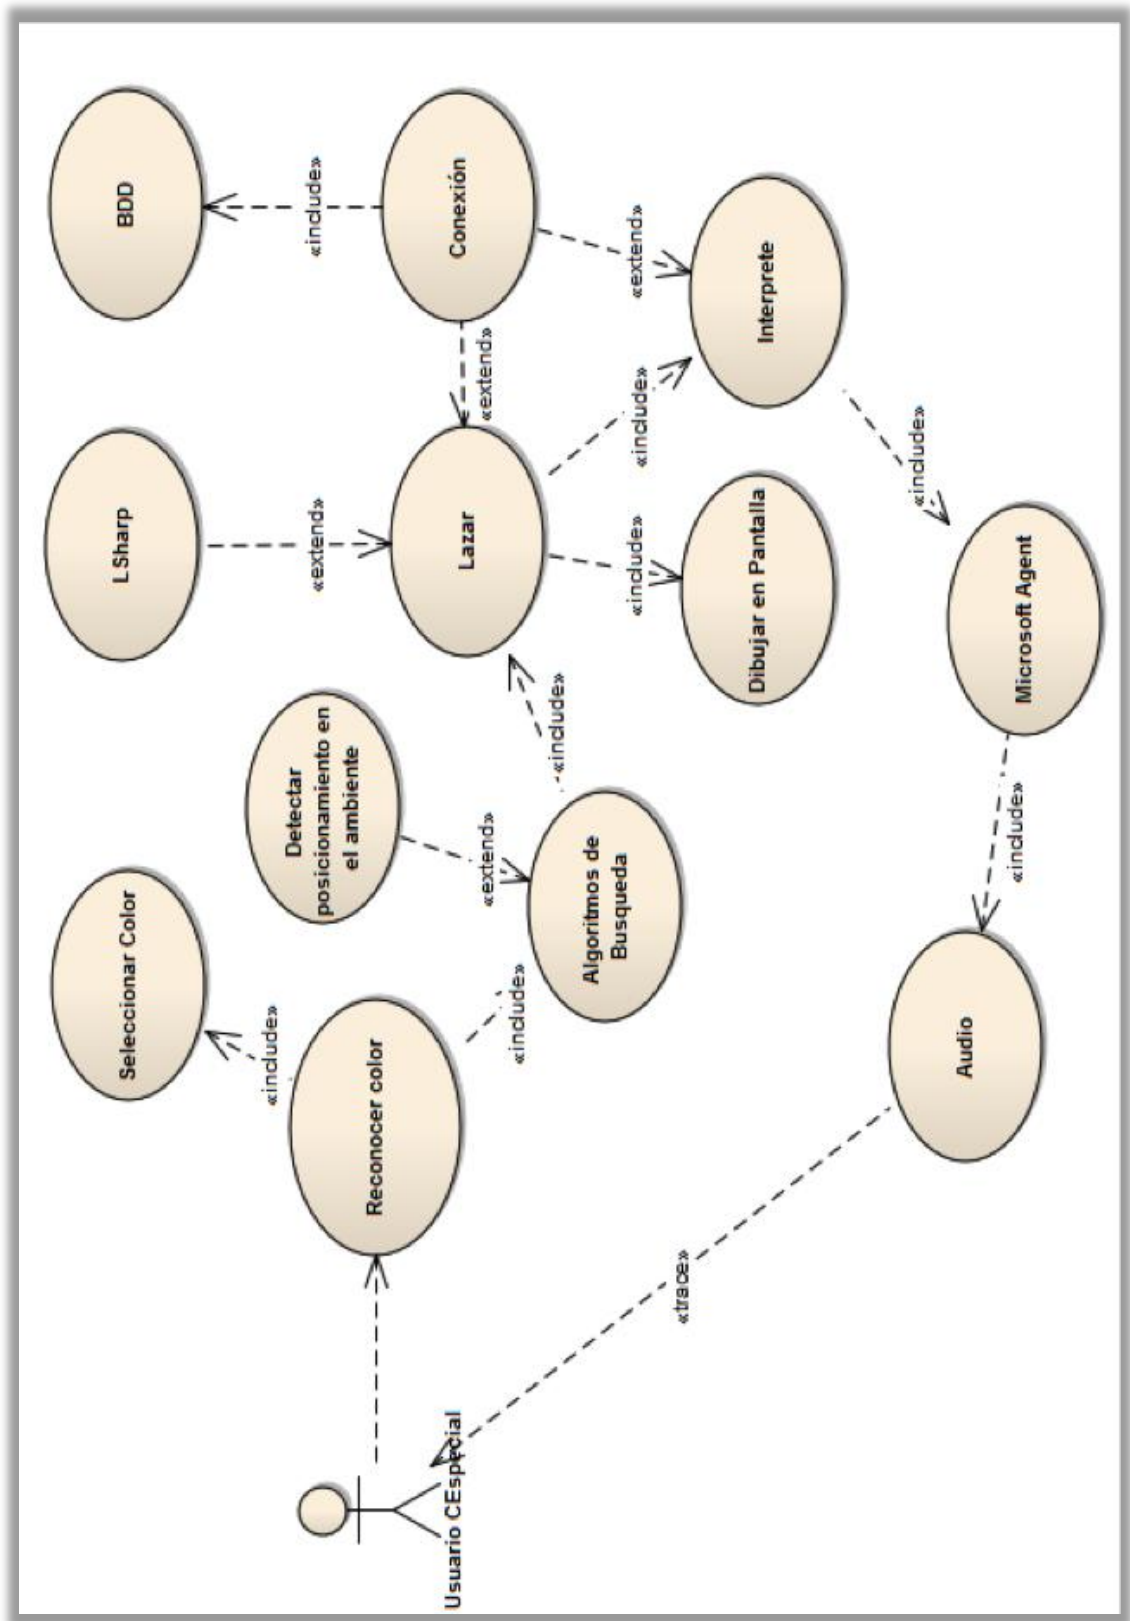 BDD
«include»
Conexión
«extend»
«extend»
Interprete
LSharp
«extend»
Lazar
«include»
«include»
Dibujar en Pantalla
«include»
Microsoft Agent
Detectar
posicionamiento en
el ambiente
«extend»
«include»
Algoritmos de
Busqueda
«include»
Seleccionar Color
«include»
Reconocer color
«include»
Audio
«trace»
Usuario CEspecial